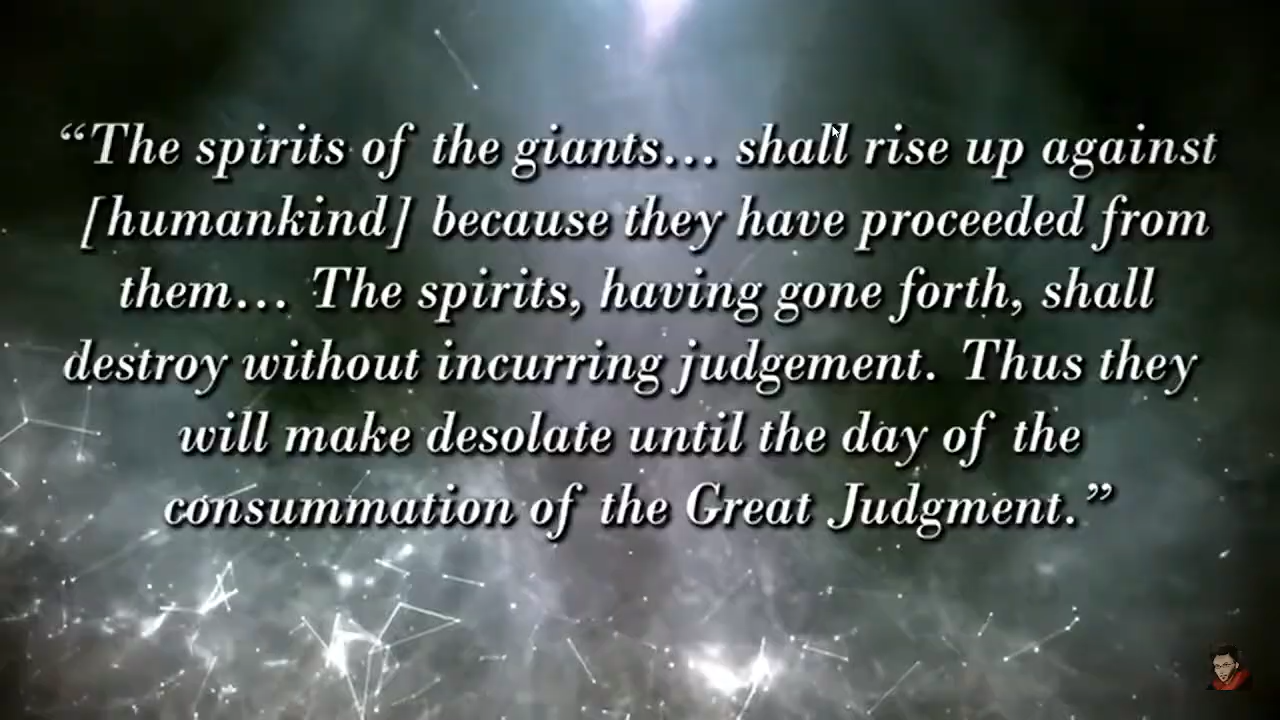 “The spirits of the giants... shall rise up against
[humankind] because they have proceeded from
them... The spirits, having gone forth, shall
destroy without incurring judgement. Thus they
will make desolate until the day of the
consummation of the Great Judgment.”